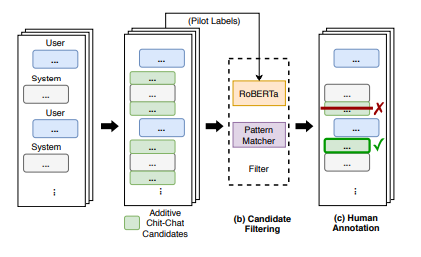 (Pilot Labels)
User
...
System
...
User
...
System
...
⋮
...
...
...
...
...
...
...
...
⋮
RoBERTa
Pattern
Matcher
Filter
...
...
...
✗
...
...
✓
...
⋮
Additive
Chit-Chat
Candidates
(b) Candidate
Filtering
(c) Human
Annotation